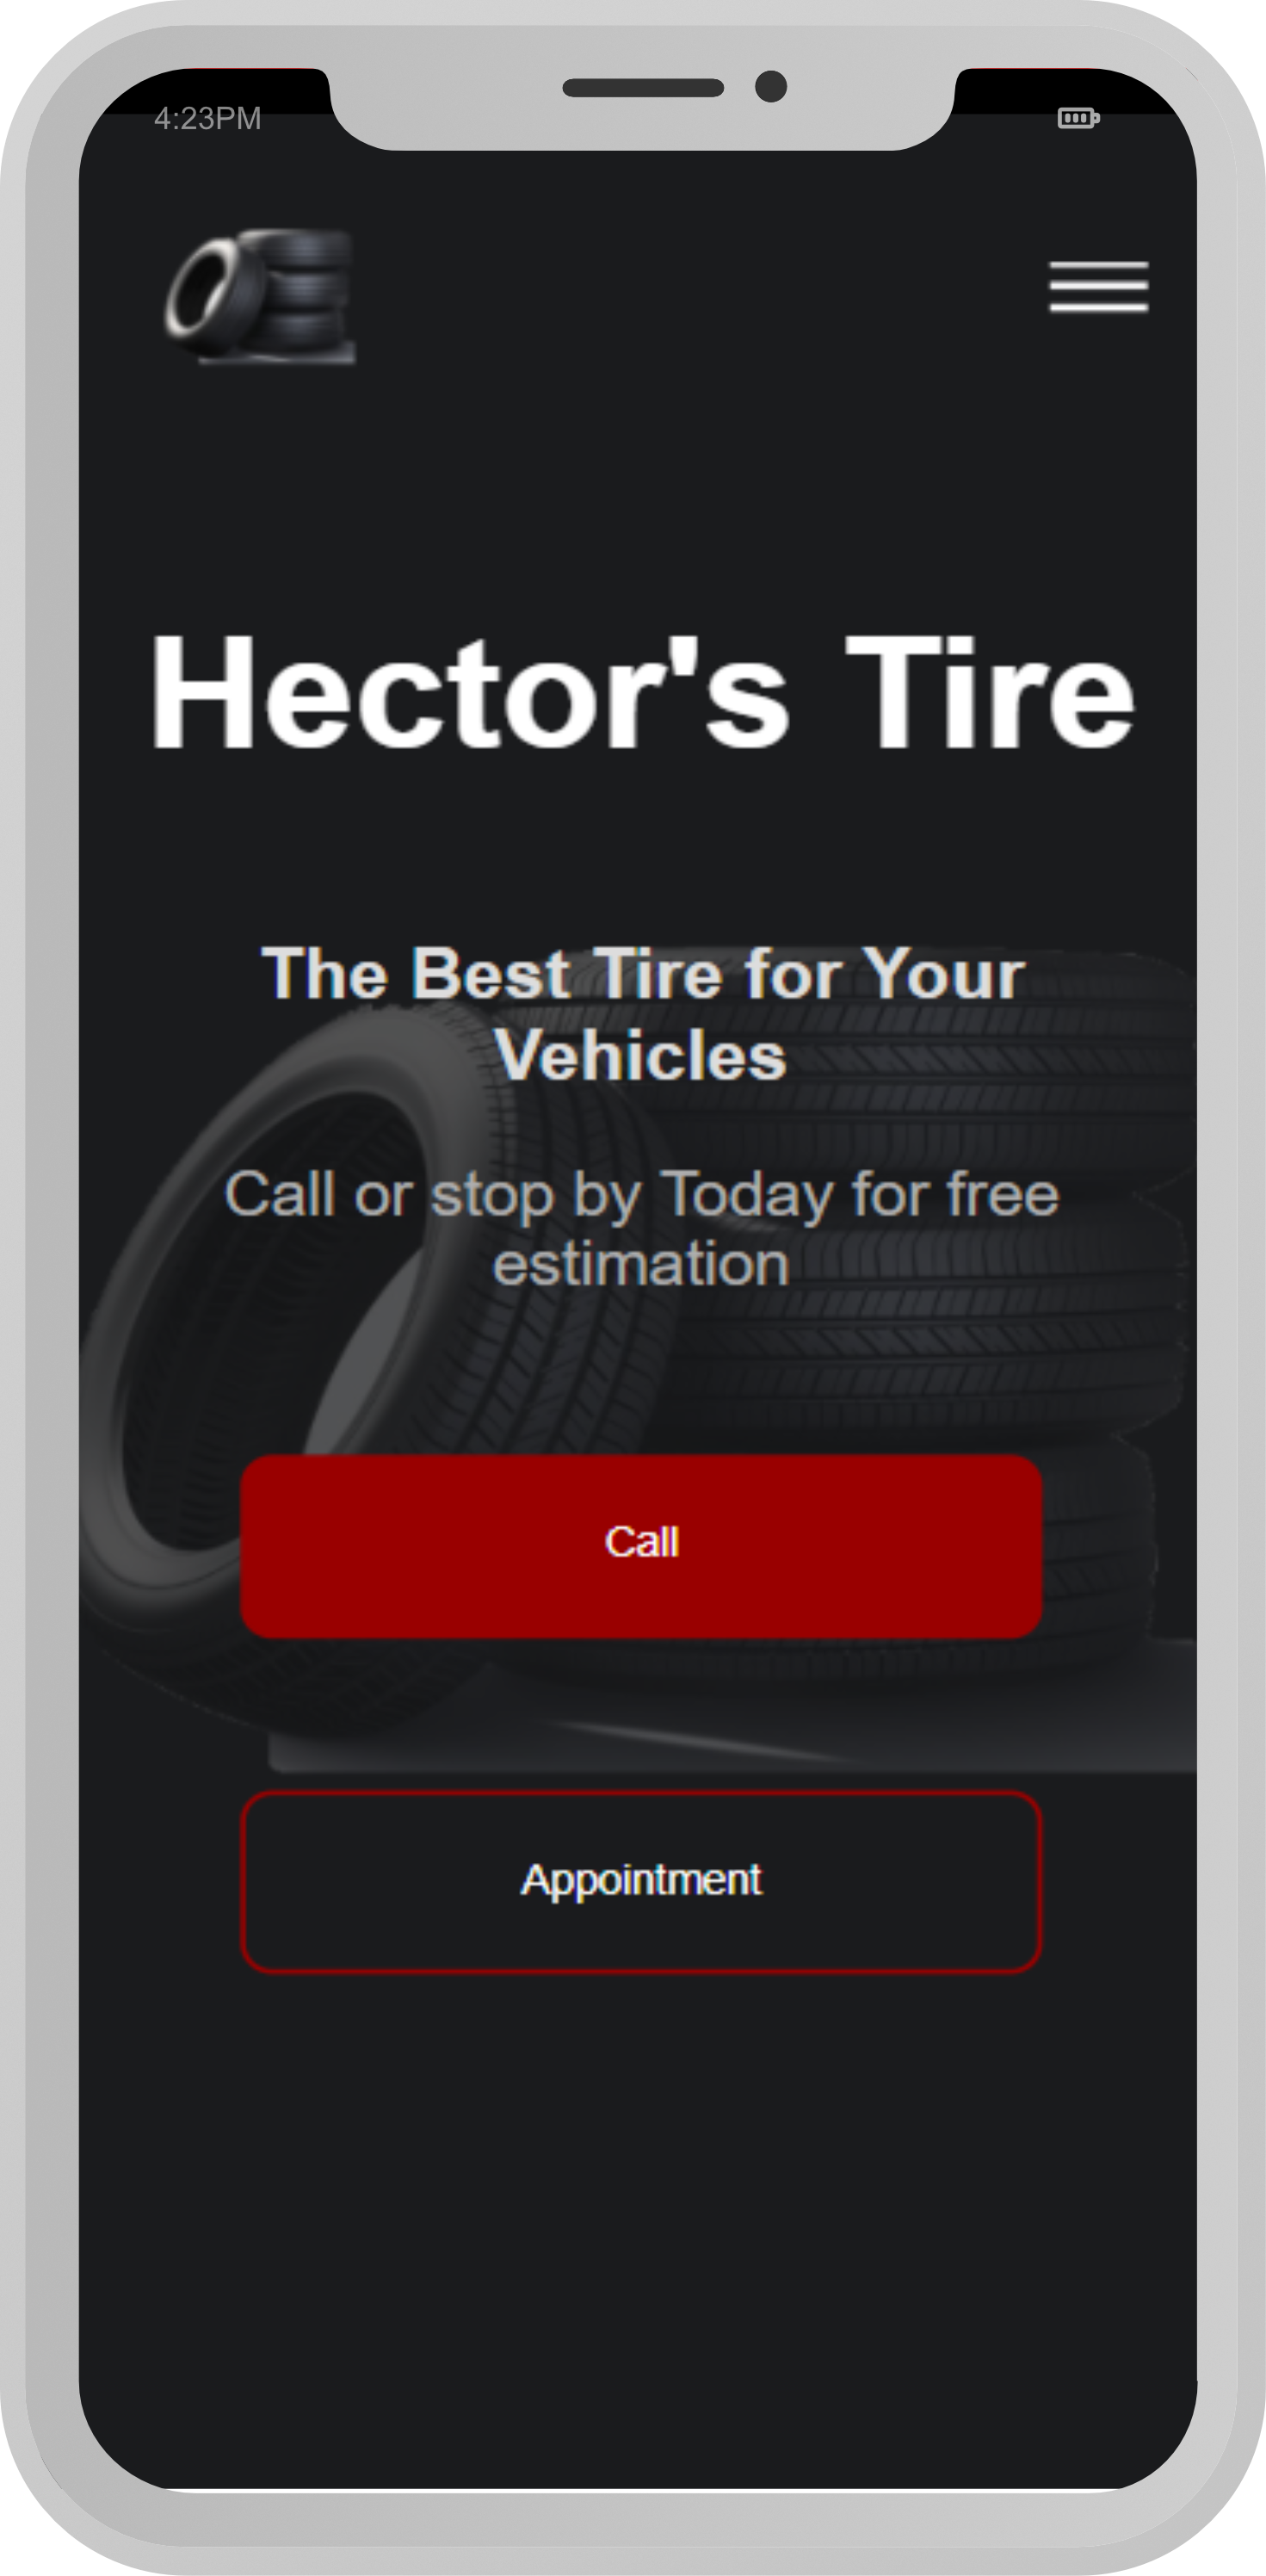 4:23PM
Hector's Tire
The Best Tire for Your
Vehicles
Call or stop by Today for free
estimation
Call
Appointment